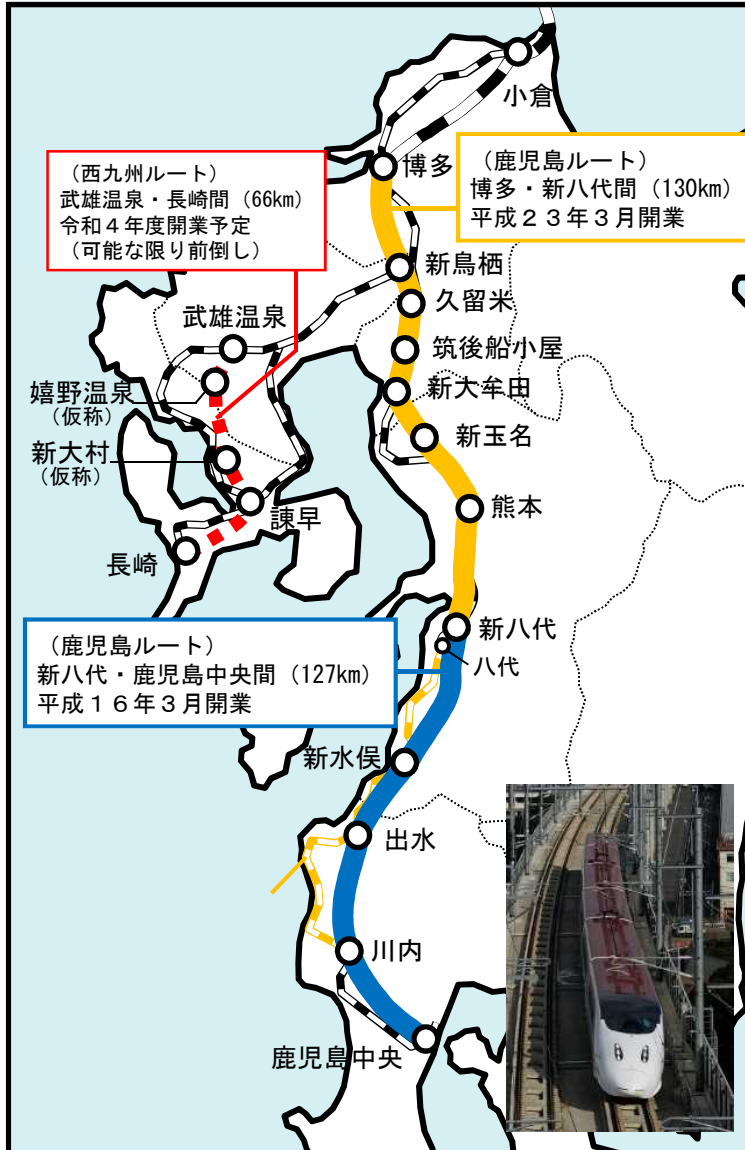 小倉
博多
（鹿児島ルート）
博多・新八代間（130km）
平成２３年３月開業
（西九州ルート）
武雄温泉・長崎間（66km）
令和４年度開業予定
（可能な限り前倒し）
新鳥栖
久留米
武雄温泉
筑後船小屋
嬉野温泉
（仮称）
新大牟田
新玉名
新大村
（仮称）
諫早
熊本
長崎
新八代
八代
（鹿児島ルート）
新八代・鹿児島中央間（127km）
平成１６年３月開業
新水俣
出水
川内
鹿児島中央